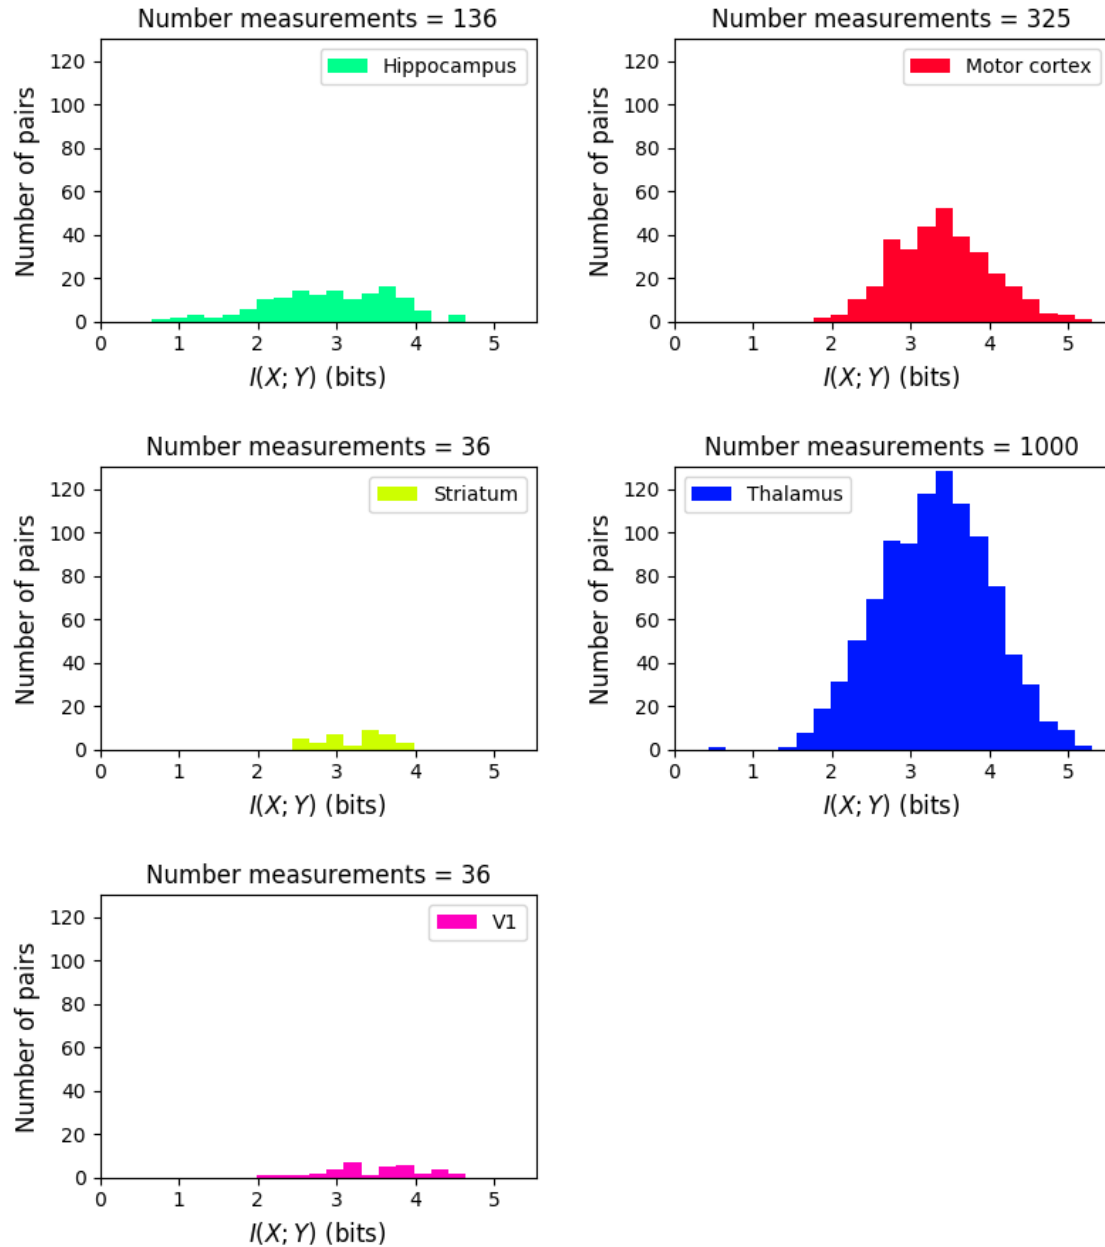 Number measurements = 136
Hippocampus
Number of pairs
0
20
40
60
80
100
120
0 1 2 3 4 5
I(X; Y) (bits)
Number measurements = 325
Motor cortex
Number of pairs
0
20
40
60
80
100
120
0 1 2 3 4 5
I(X; Y) (bits)
Number measurements = 36
Striatum
Number of pairs
0
20
40
60
80
100
120
0 1 2 3 4 5
I(X; Y) (bits)
Number measurements = 1000
Thalamus
Number of pairs
0
20
40
60
80
100
120
0 1 2 3 4 5
I(X; Y) (bits)
Number measurements = 36
V1
Number of pairs
0
20
40
60
80
100
120
0 1 2 3 4 5
I(X; Y) (bits)